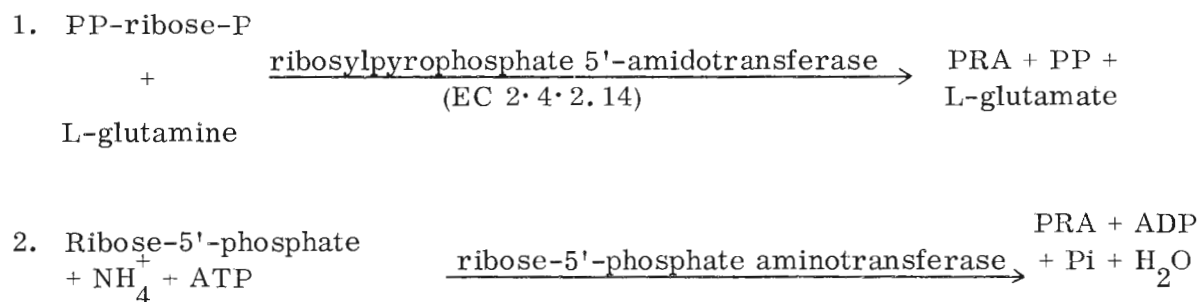 1. PP-ribose-P
+
L-glutamine
ribosylpyrophosphate 5'-amidotransferase
(EC 2·4·2.14)
PRA + PP +
L-glutamate
2. Ribose-5'-phosphate
+ NH4+ + ATP
ribose-5'-phosphate aminotransferase
PRA + ADP
+ Pi + H2O